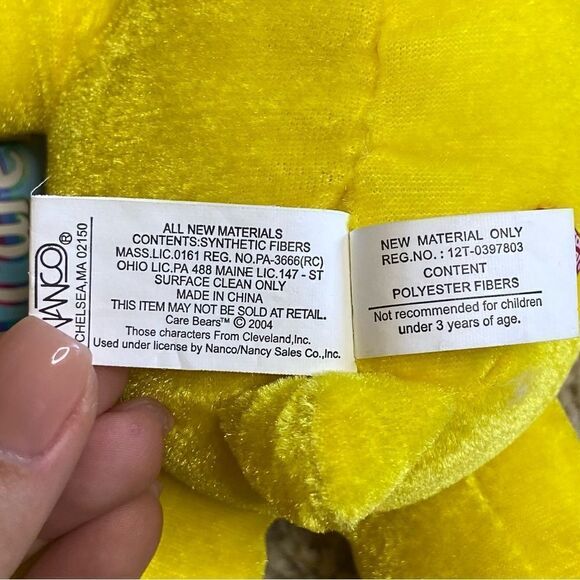 NANCO®
CHELSEA, MA 02150
ALL NEW MATERIALS
CONTENTS:SYNTHETIC FIBERS
MASS.LIC.0161 REG. NO.PA-3666(RC)
OHIO LIC.PA 488 MAINE LIC.147 - ST
SURFACE CLEAN ONLY
MADE IN CHINA
THIS ITEM MAY NOT BE SOLD AT RETAIL.
Care Bears™ © 2004
Those characters From Cleveland,Inc.
Used under license by Nanco/Nancy Sales Co.,Inc.
NEW MATERIAL ONLY
REG.NO. : 12T-0397803
CONTENT
POLYESTER FIBERS
Not recommended for children
under 3 years of age.